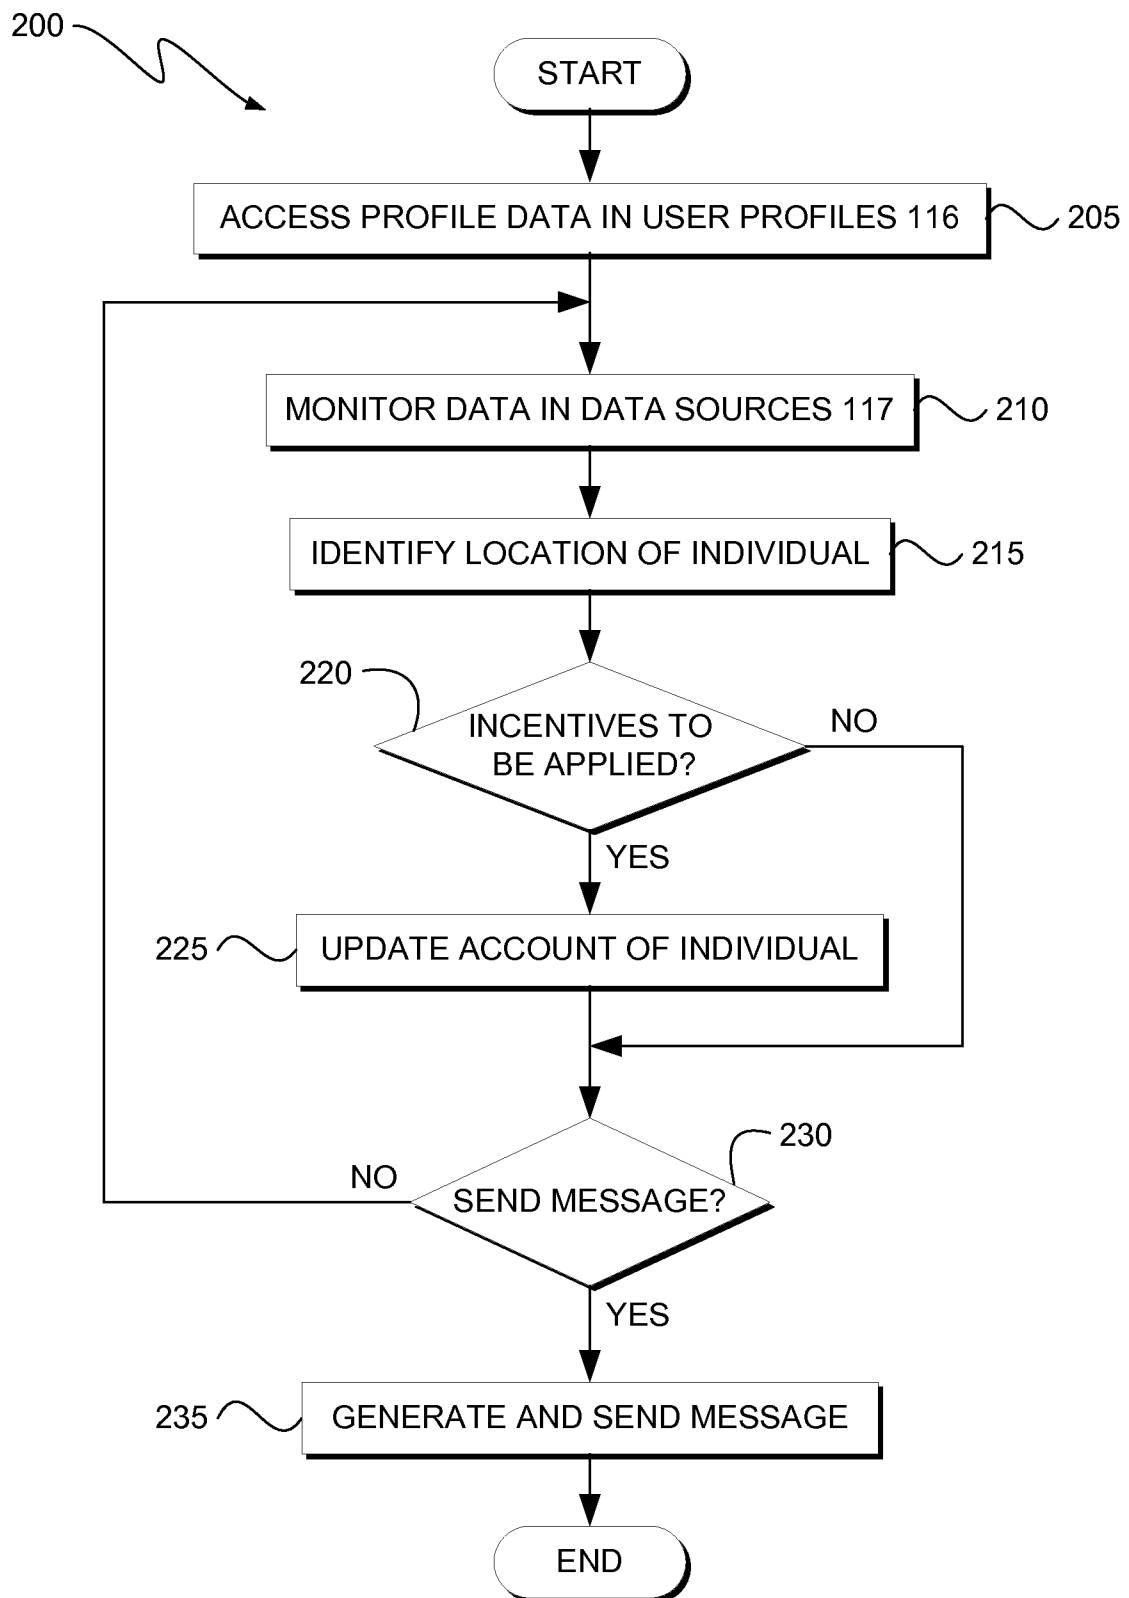 200
START
ACCESS PROFILE DATA IN USER PROFILES 116
205
MONITOR DATA IN DATA SOURCES 117
210
IDENTIFY LOCATION OF INDIVIDUAL
215
220
INCENTIVES TO
BE APPLIED?
NO
YES
225
UPDATE ACCOUNT OF INDIVIDUAL
230
NO
SEND MESSAGE?
YES
235
GENERATE AND SEND MESSAGE
END